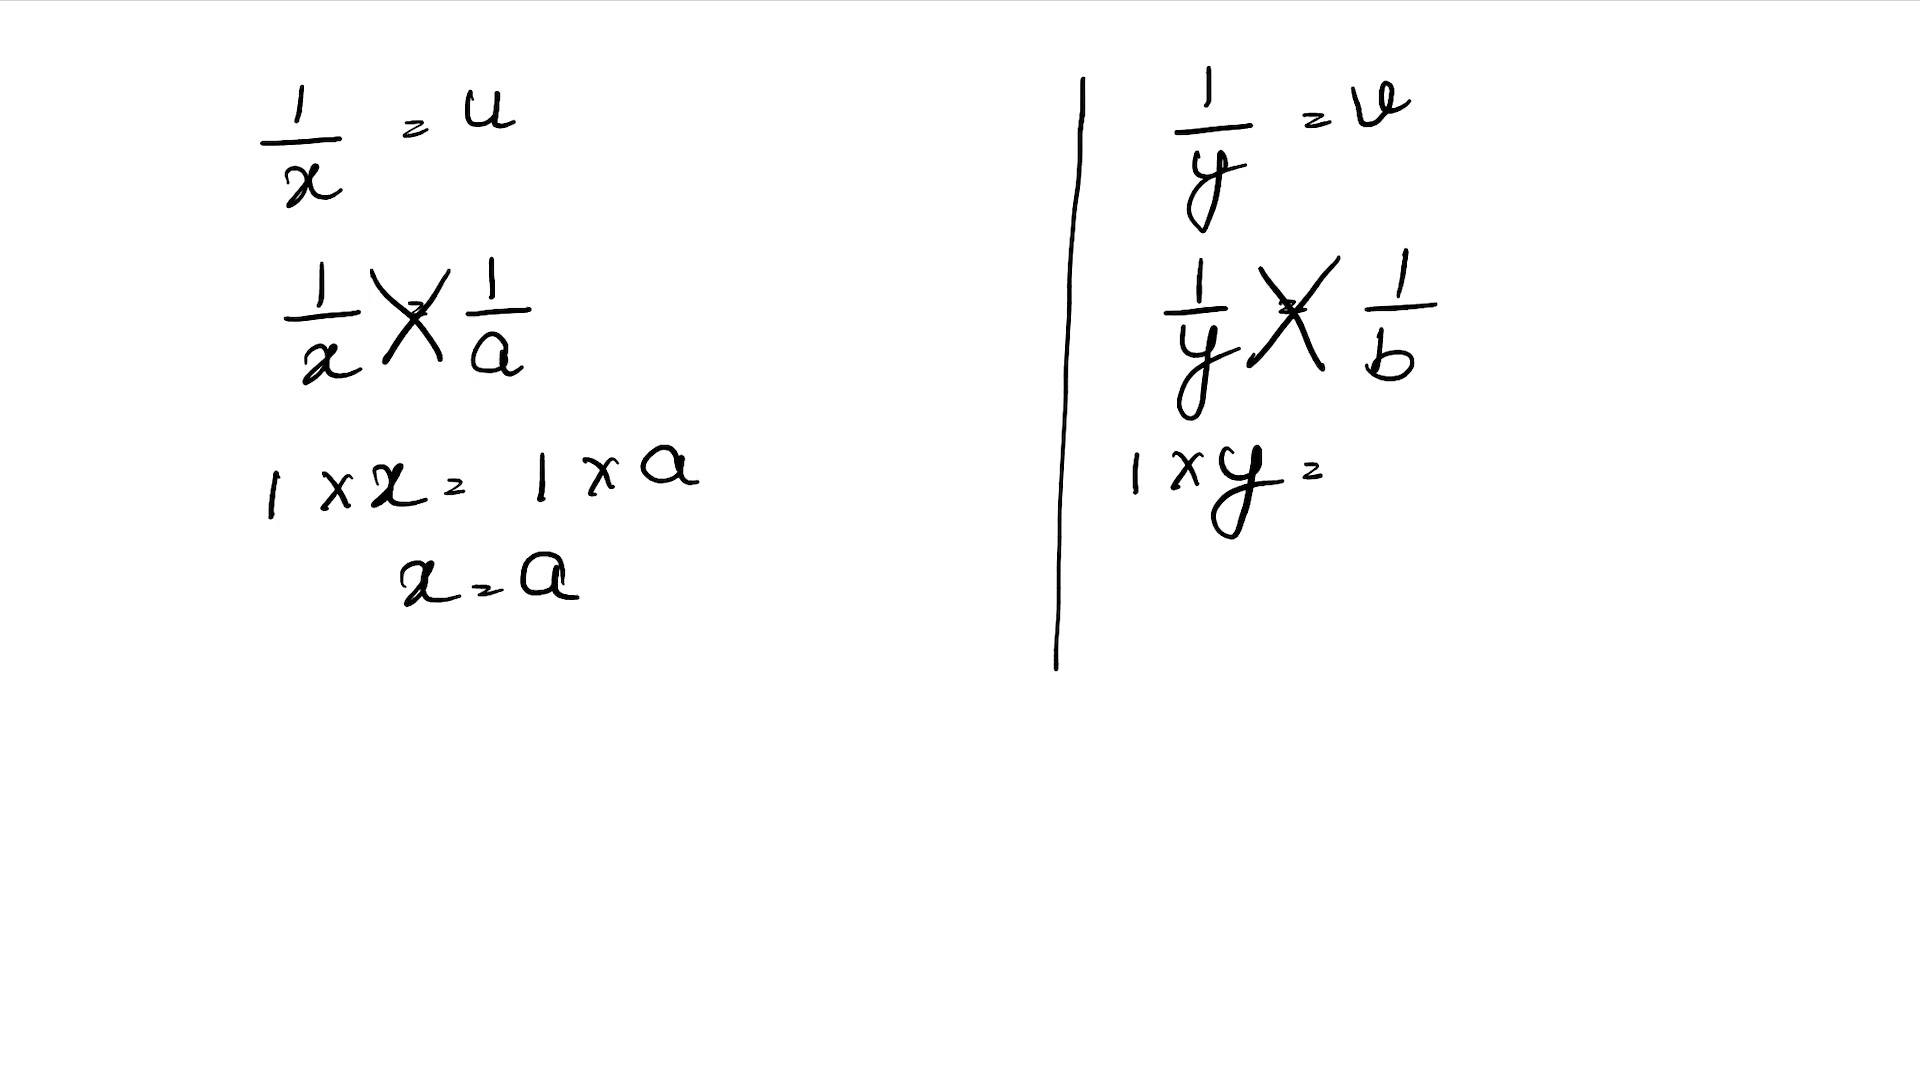 1/x = u
1/x = 1/a
1 × x = 1 × a
x = a
1/y = v
1/y = 1/b
1 × y =